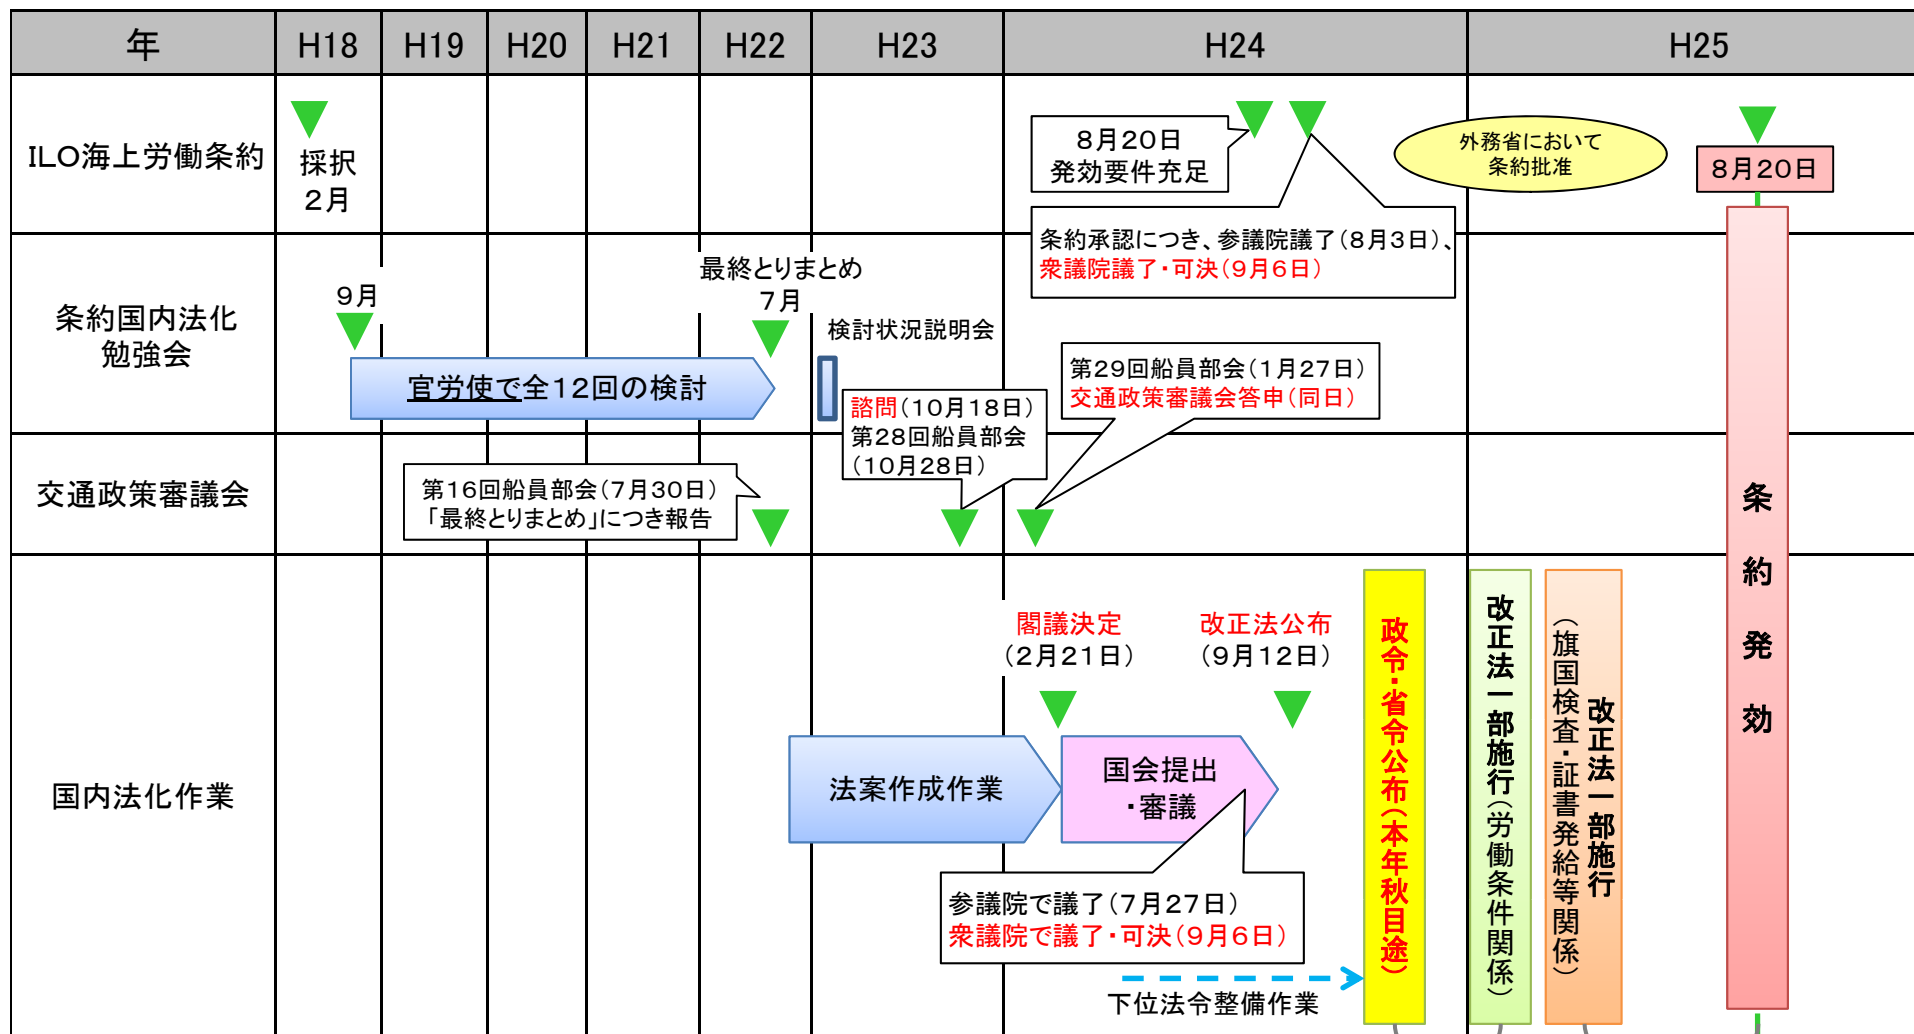 年 H18 H19 H20 H21 H22 H23 H24 H25
ILO海上労働条約
採択
2月
8月20日
発効要件充足
外務省において
条約批准
8月20日
条約承認につき、参議院議了(8月3日)、
衆議院議了・可決(9月6日)
条約国内法化
勉強会
9月
最終とりまとめ
7月
検討状況説明会
官労使で全12回の検討
諮問(10月18日)
第28回船員部会
(10月28日)
第29回船員部会(1月27日)
交通政策審議会答申(同日)
交通政策審議会
第16回船員部会(7月30日)
「最終とりまとめ」につき報告
条約発効
国内法化作業
閣議決定
(2月21日)
改正法公布
(9月12日)
法案作成作業
国会提出
・審議
参議院で議了(7月27日)
衆議院で議了・可決(9月6日)
下位法令整備作業
政令・省令公布(本年秋目途)
改正法一部施行(労働条件関係)
改正法一部施行
(旗国検査・証書発給等関係)